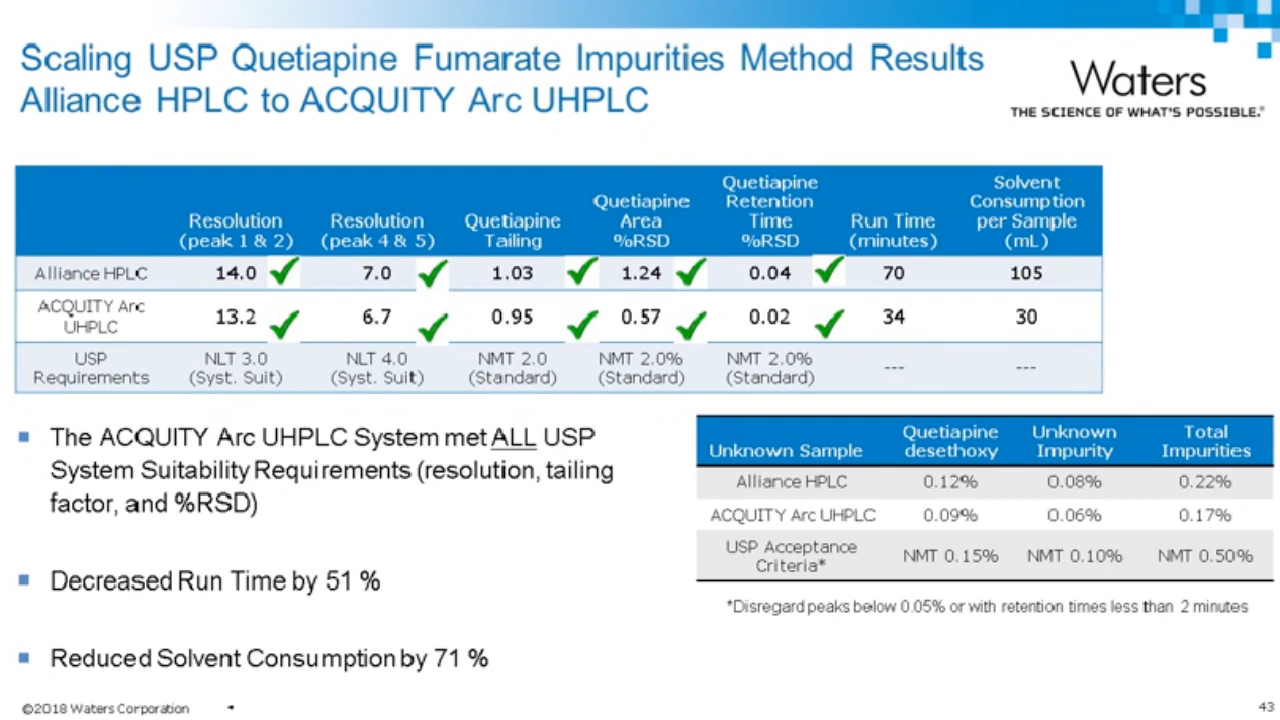 Scaling USP Quetiapine Fumarate Impurities Method Results
Alliance HPLC to ACQUITY Arc UHPLC
Waters
THE SCIENCE OF WHAT'S POSSIBLE.®
Resolution (peak 1 & 2) Resolution (peak 4 & 5) Quetiapine Tailing Quetiapine Area %RSD Quetiapine Retention Time %RSD Run Time (minutes) Solvent Consumption per Sample (mL)
Alliance HPLC 14.0 ✓ 7.0 ✓ 1.03 ✓ 1.24 ✓ 0.04 ✓ 70 105
ACQUITY Arc UHPLC 13.2 ✓ 6.7 ✓ 0.95 ✓ 0.57 ✓ 0.02 ✓ 34 30
USP Requirements NLT 3.0 (Syst. Suit) NLT 4.0 (Syst. Suit) NMT 2.0 (Standard) NMT 2.0% (Standard) NMT 2.0% (Standard) --- ---
The ACQUITY Arc UHPLC System met ALL USP
System Suitability Requirements (resolution, tailing
factor, and %RSD)
Decreased Run Time by 51 %
Reduced Solvent Consumption by 71 %
Unknown Sample Quetiapine desethoxy Unknown Impurity Total Impurities
Alliance HPLC 0.12% 0.08% 0.22%
ACQUITY Arc UHPLC 0.09% 0.06% 0.17%
USP Acceptance Criteria* NMT 0.15% NMT 0.10% NMT 0.50%
*Disregard peaks below 0.05% or with retention times less than 2 minutes
©2018 Waters Corporation
43